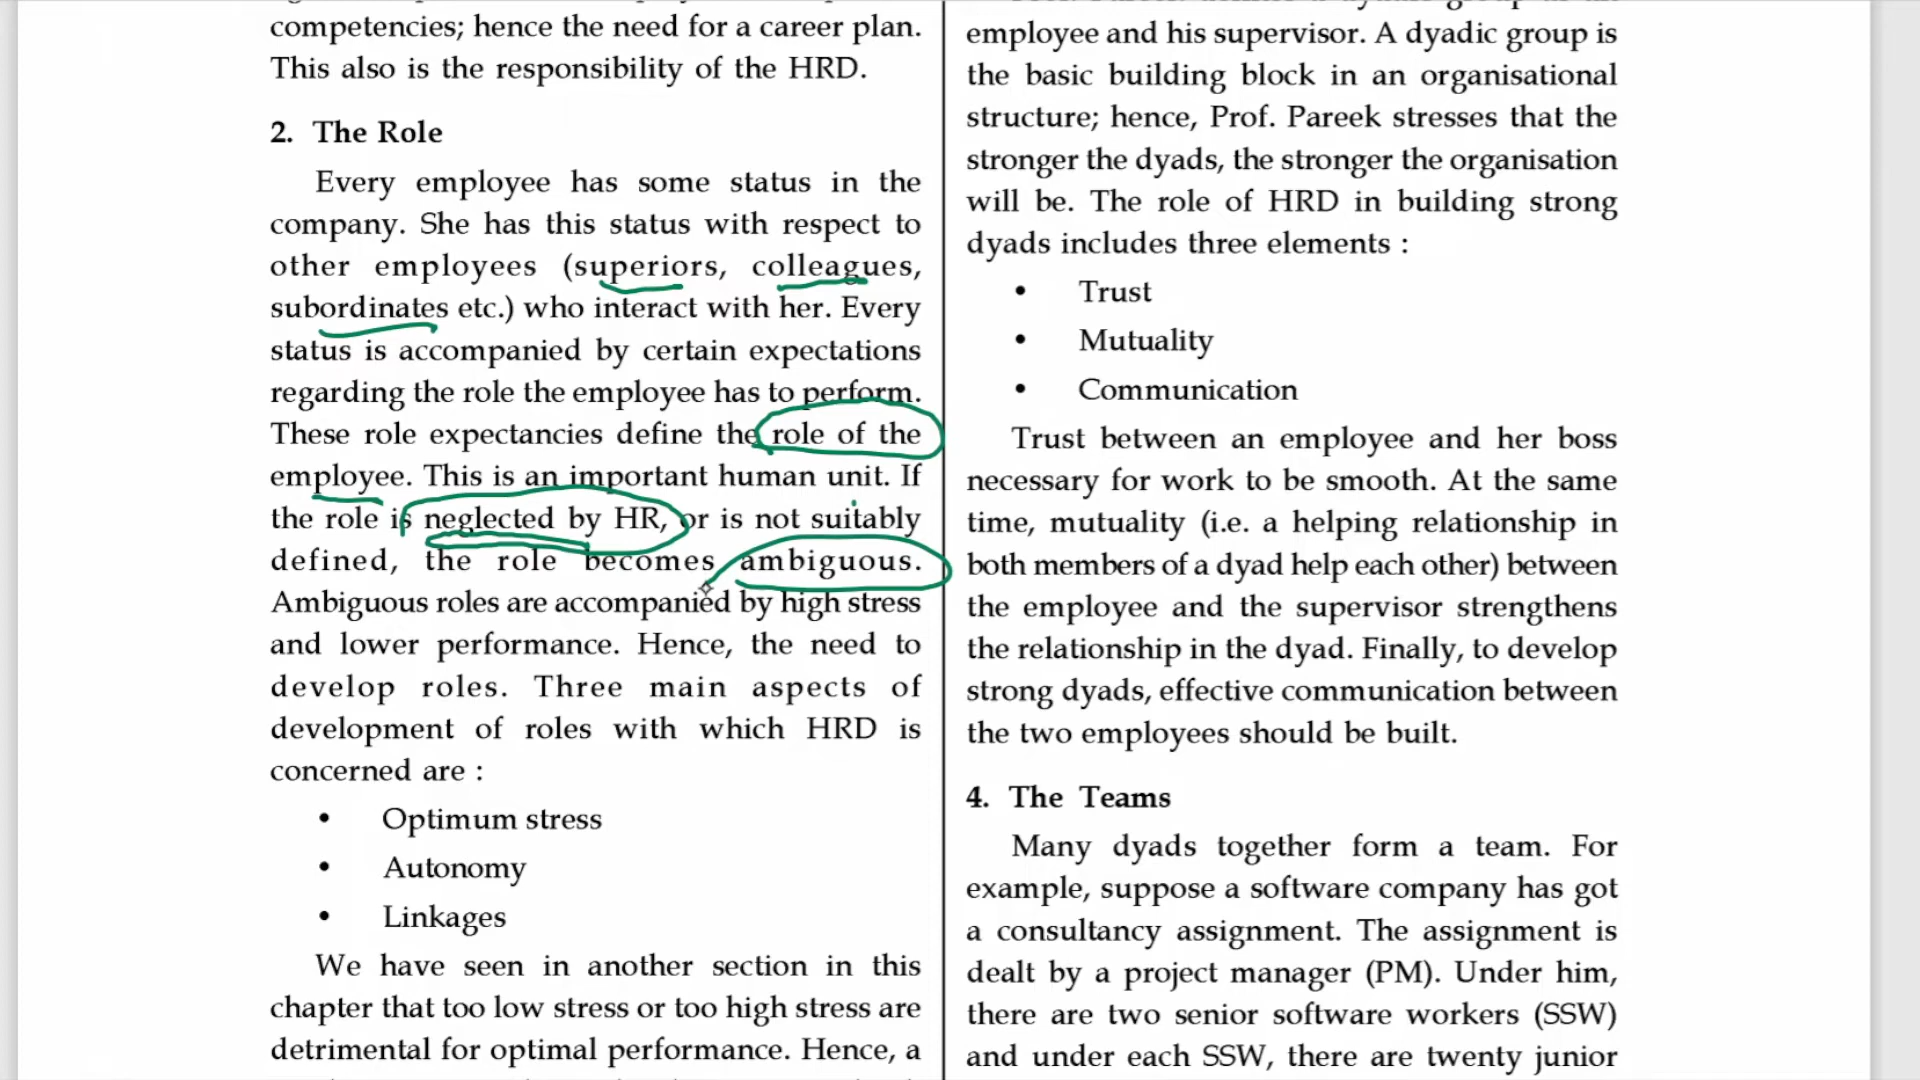 competencies; hence the need for a career plan.
This also is the responsibility of the HRD.
2. The Role
Every employee has some status in the
company. She has this status with respect to
other employees (superiors, colleagues,
subordinates etc.) who interact with her. Every
status is accompanied by certain expectations
regarding the role the employee has to perform.
These role expectancies define the role of the
employee. This is an important human unit. If
the role is neglected by HR, or is not suitably
defined, the role becomes ambiguous.
Ambiguous roles are accompanied by high stress
and lower performance. Hence, the need to
develop roles. Three main aspects of
development of roles with which HRD is
concerned are :
• Optimum stress
• Autonomy
• Linkages
We have seen in another section in this
chapter that too low stress or too high stress are
detrimental for optimal performance. Hence, a
employee and his supervisor. A dyadic group is
the basic building block in an organisational
structure; hence, Prof. Pareek stresses that the
stronger the dyads, the stronger the organisation
will be. The role of HRD in building strong
dyads includes three elements :
• Trust
• Mutuality
• Communication
Trust between an employee and her boss
necessary for work to be smooth. At the same
time, mutuality (i.e. a helping relationship in
both members of a dyad help each other) between
the employee and the supervisor strengthens
the relationship in the dyad. Finally, to develop
strong dyads, effective communication between
the two employees should be built.
4. The Teams
Many dyads together form a team. For
example, suppose a software company has got
a consultancy assignment. The assignment is
dealt by a project manager (PM). Under him,
there are two senior software workers (SSW)
and under each SSW, there are twenty junior